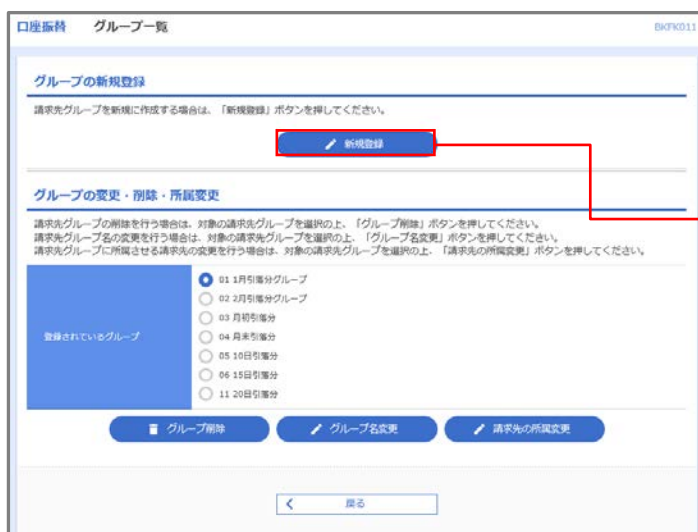 口座振替 グループ一覧 BKFK011
グループの新規登録
請求先グループを新規に作成する場合は、「新規登録」ボタンを押してください。
新規登録
グループの変更・削除・所属変更
請求先グループの削除を行う場合は、対象の請求先グループを選択の上、「グループ削除」ボタンを押してください。
請求先グループ名の変更を行う場合は、対象の請求先グループを選択の上、「グループ名変更」ボタンを押してください。
請求先グループに所属させる請求先の変更を行う場合は、対象の請求先グループを選択の上、「請求先の所属変更」ボタンを押してください。
登録されているグループ
01 1月引落分グループ
02 2月引落分グループ
03 月初引落分
04 月末引落分
05 10日引落分
06 15日引落分
11 20日引落分
グループ削除 グループ名変更 請求先の所属変更
戻る